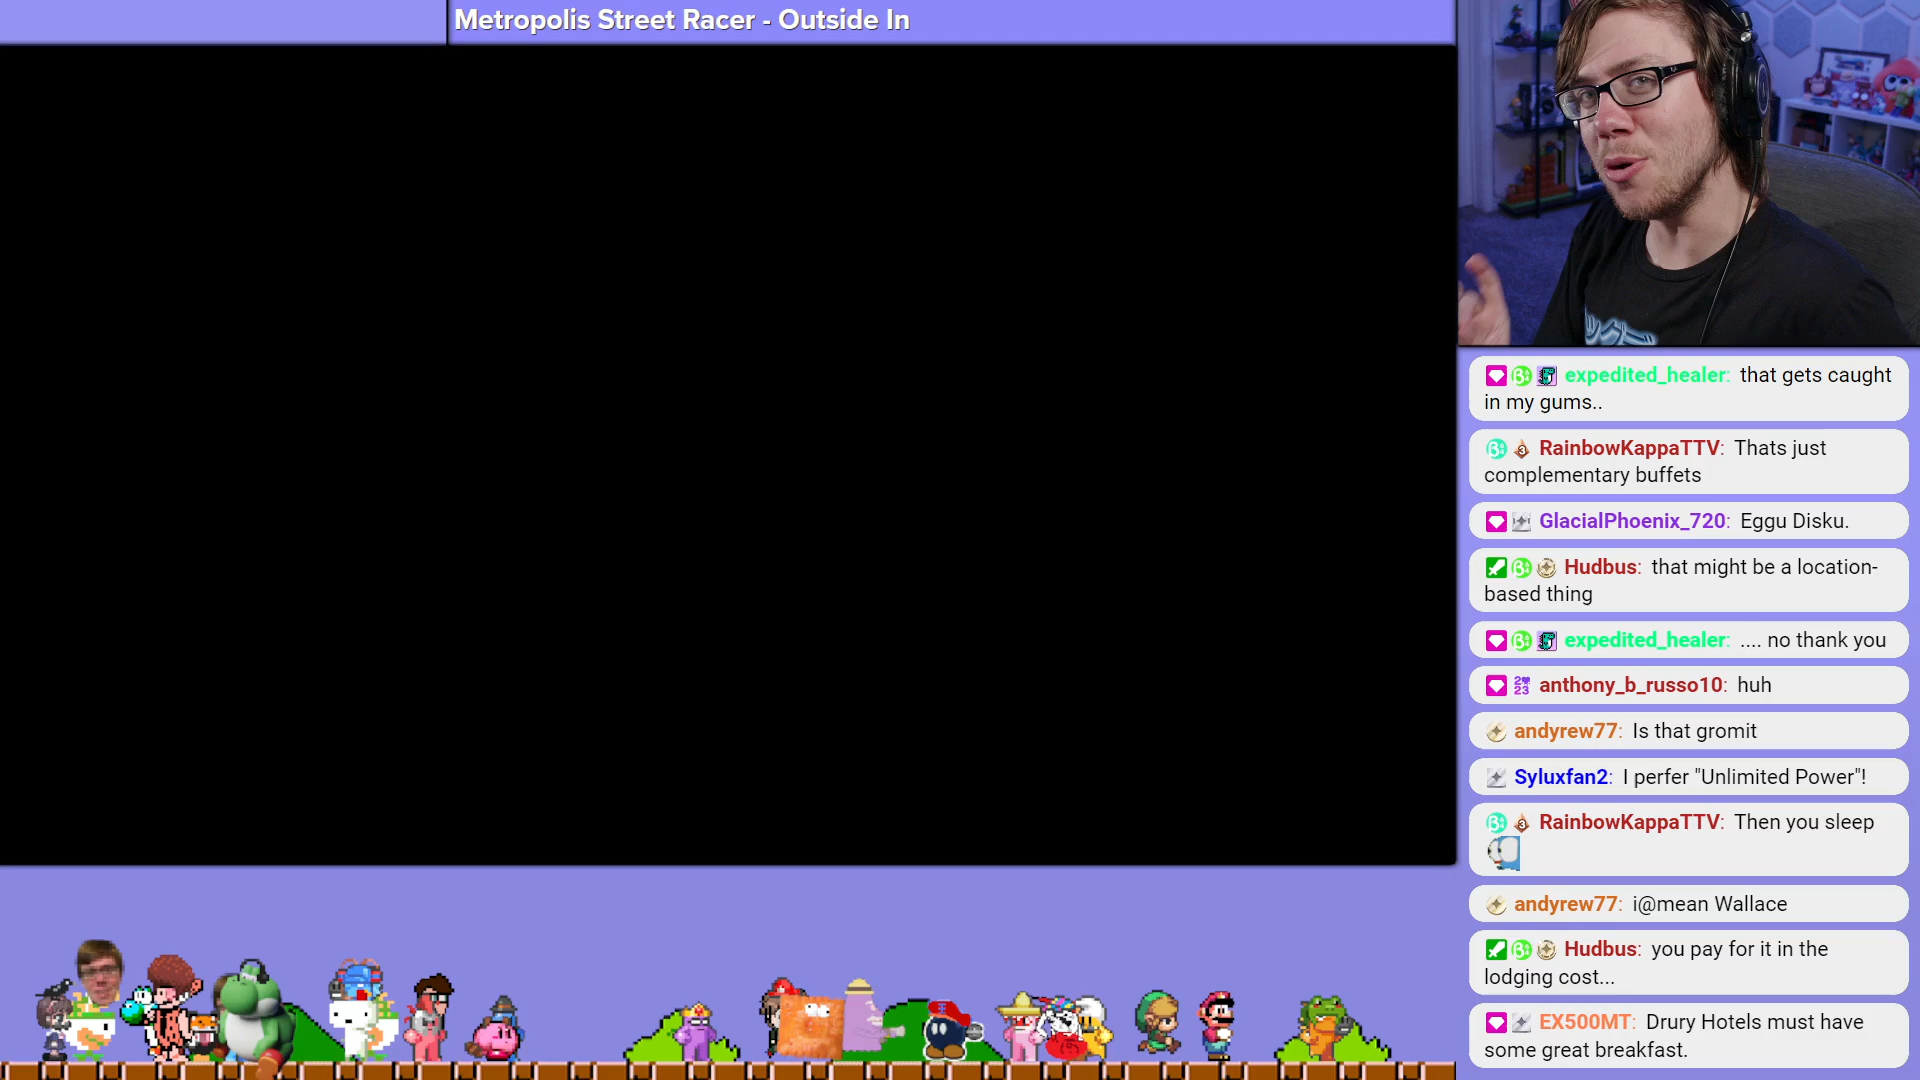 Metropolis Street Racer - Outside In
expedited_healer: that gets caught
in my gums..
RainbowKappaTTV: Thats just
complementary buffets
GlacialPhoenix_720: Eggu Disku.
Hudbus: that might be a location-
based thing
expedited_healer: .... no thank you
anthony_b_russo10: huh
andyrew77: Is that gromit
Syluxfan2: I perfer "Unlimited Power"!
RainbowKappaTTV: Then you sleep
andyrew77: i@mean Wallace
Hudbus: you pay for it in the
lodging cost...
EX500MT: Drury Hotels must have
some great breakfast.